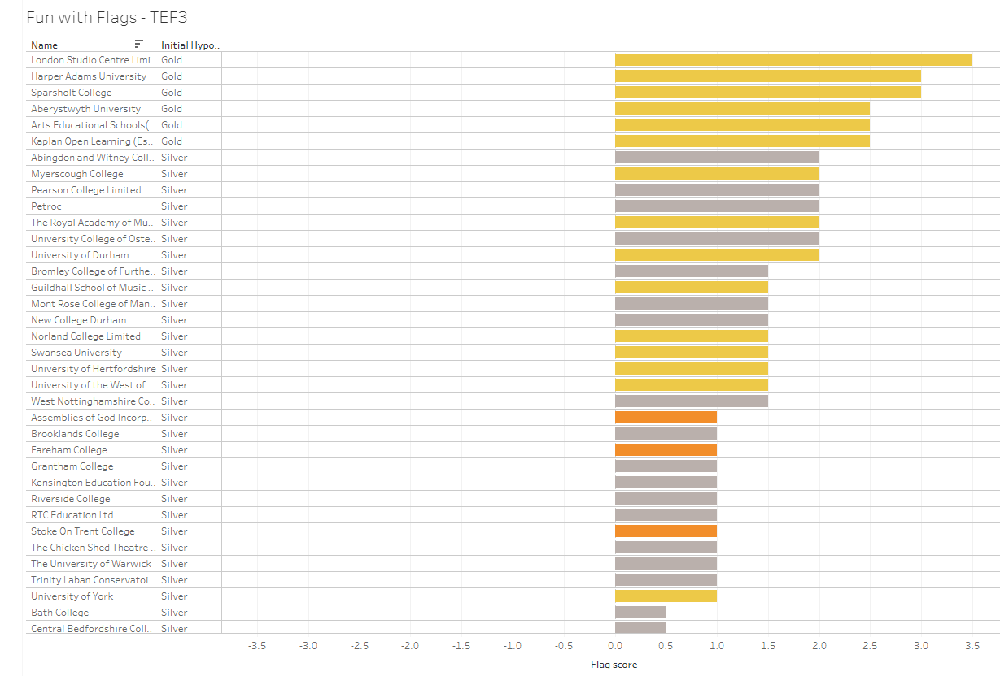 Fun with Flags - TEF3
Name Initial Hypo..
London Studio Centre Limi.. Gold
Harper Adams University Gold
Sparsholt College Gold
Aberystwyth University Gold
Arts Educational Schools(.. Gold
Kaplan Open Learning (Es.. Gold
Abingdon and Witney Coll.. Silver
Myerscough College Silver
Pearson College Limited Silver
Petroc Silver
The Royal Academy of Mu.. Silver
University College of Oste.. Silver
University of Durham Silver
Bromley College of Furthe.. Silver
Guildhall School of Music .. Silver
Mont Rose College of Man.. Silver
New College Durham Silver
Norland College Limited Silver
Swansea University Silver
University of Hertfordshire Silver
University of the West of .. Silver
West Nottinghamshire Co.. Silver
Assemblies of God Incorp.. Silver
Brooklands College Silver
Fareham College Silver
Grantham College Silver
Kensington Education Fou.. Silver
Riverside College Silver
RTC Education Ltd Silver
Stoke On Trent College Silver
The Chicken Shed Theatre .. Silver
The University of Warwick Silver
Trinity Laban Conservatoi.. Silver
University of York Silver
Bath College Silver
Central Bedfordshire Coll.. Silver
-3.5 -3.0 -2.5 -2.0 -1.5 -1.0 -0.5 0.0 0.5 1.0 1.5 2.0 2.5 3.0 3.5
Flag score